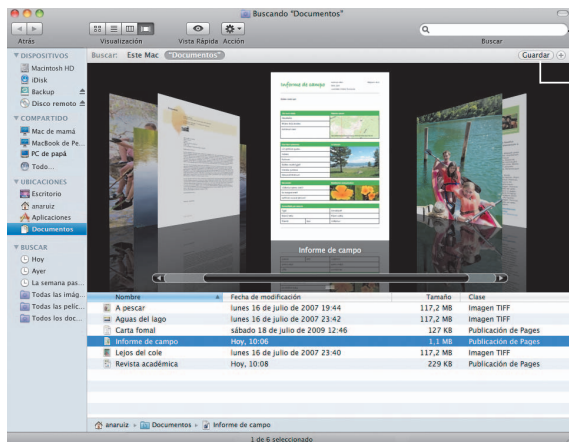 Buscando "Documentos"
Atrás Visualización Vista Rápida Acción Buscar
Buscar: Este Mac "Documentos" Guardar
DISPOSITIVOS
Macintosh HD
iDisk
Backup
Disco remoto
COMPARTIDO
Mac de mamá
MacBook de Pe...
PC de papá
Todo...
UBICACIONES
Escritorio
anaruiz
Aplicaciones
Documentos
BUSCAR
Hoy
Ayer
La semana pas...
Todas las imág...
Todas las pelíc...
Todos los doc...
Informe de campo
Informe de campo
Nombre Fecha de modificación Tamaño Clase
A pescar lunes 16 de julio de 2007 19:44 117,2 MB Imagen TIFF
Aguas del lago lunes 16 de julio de 2007 23:42 117,2 MB Imagen TIFF
Carta fomal sábado 18 de julio de 2009 12:46 127 KB Publicación de Pages
Informe de campo Hoy, 10:06 1,1 MB Publicación de Pages
Lejos del cole lunes 16 de julio de 2007 23:40 117,2 MB Imagen TIFF
Revista académica Hoy, 10:08 229 KB Publicación de Pages
anaruiz Documentos Informe de campo
1 de 6 seleccionado